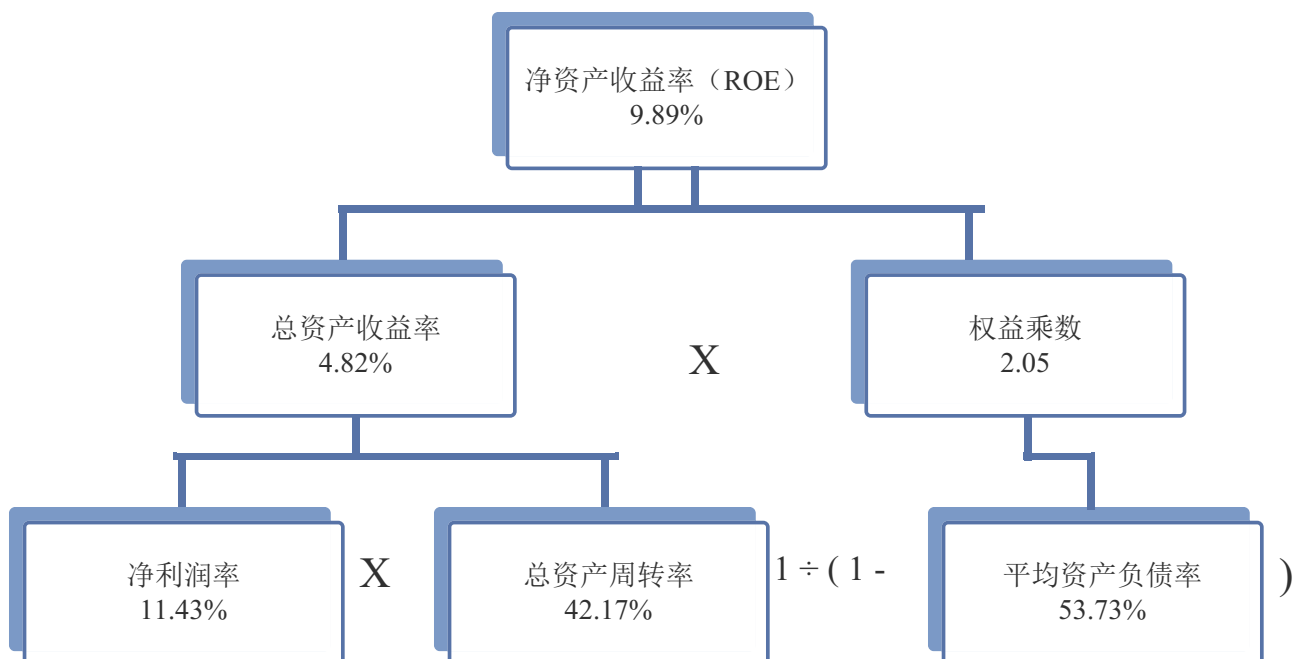 净资产收益率（ROE）
9.89%
总资产收益率
4.82%
X
权益乘数
2.05
净利润率
11.43%
X
总资产周转率
42.17%
1 ÷ ( 1 -
平均资产负债率
53.73%
)